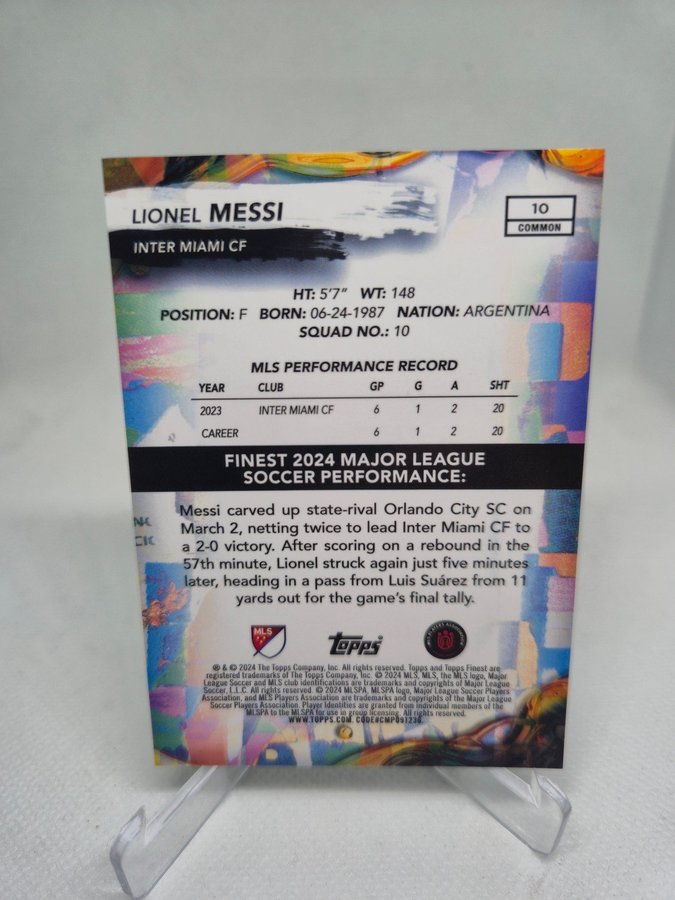 LIONEL MESSI
10
COMMON
INTER MIAMI CF
HT: 5'7" WT: 148
POSITION: F BORN: 06-24-1987 NATION: ARGENTINA
SQUAD NO.: 10
MLS PERFORMANCE RECORD
YEAR CLUB GP G A SHT
2023 INTER MIAMI CF 6 1 2 20
CAREER 6 1 2 20
FINEST 2024 MAJOR LEAGUE
SOCCER PERFORMANCE:
Messi carved up state-rival Orlando City SC on
March 2, netting twice to lead Inter Miami CF to
a 2-0 victory. After scoring on a rebound in the
57th minute, Lionel struck again just five minutes
later, heading in a pass from Luis Suárez from 11
yards out for the game's final tally.
MLS
Topps
® & © 2024 The Topps Company, Inc. All rights reserved. Topps and Topps Finest are
registered trademarks of The Topps Company, Inc. © 2024 MLS. MLS, the MLS logo, Major
League Soccer and MLS club identifications are trademarks and copyrights of Major League
Soccer, L.L.C. All rights reserved. © 2024 MLSPA. MLSPA logo, Major League Soccer Players
Association, and MLS Players Association are trademarks and copyrights of the Major League
Soccer Players Association. Player Identities are granted from individual members of the
MLSPA to the MLSPA for use in group licensing. All rights reserved.
WWW.TOPPS.COM. CODE#CMP091236.